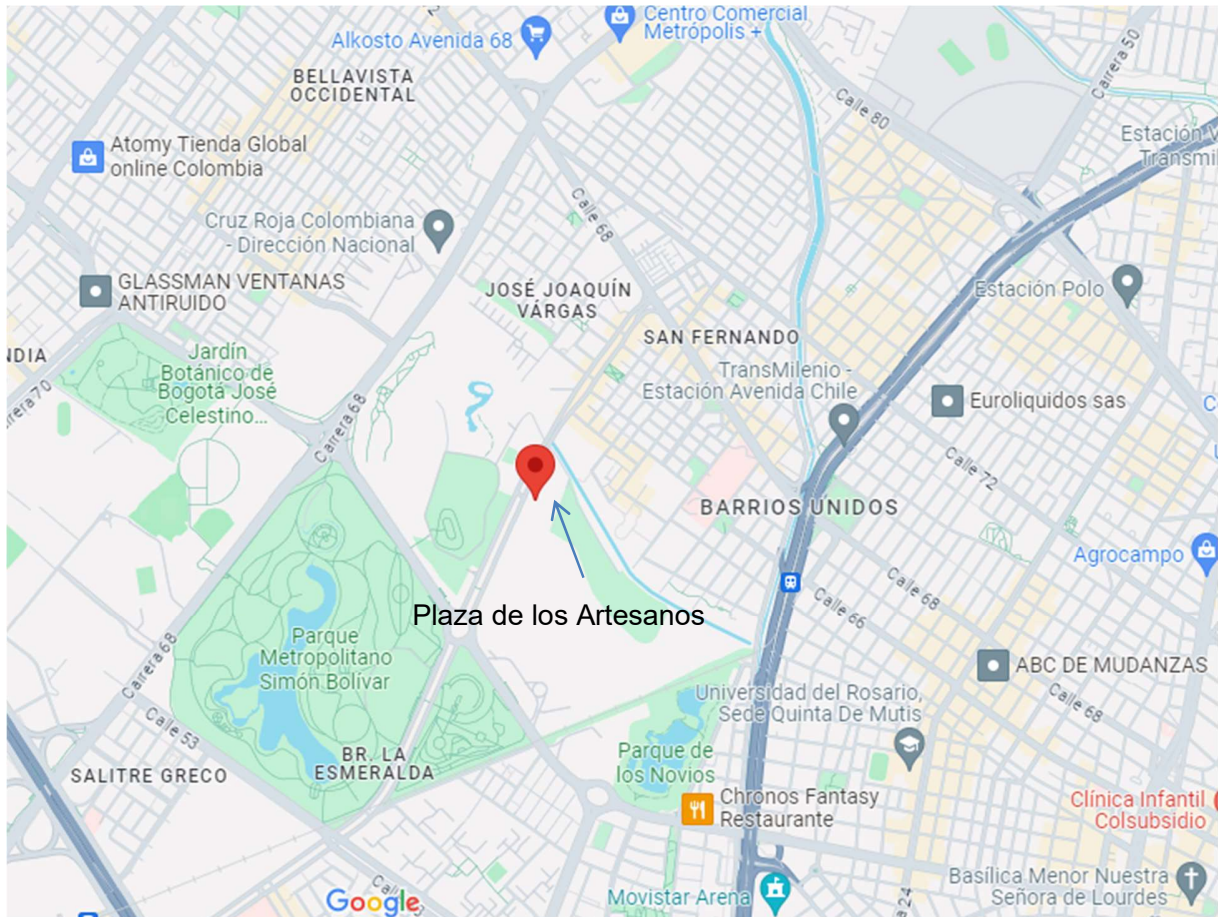 Centro Comercial
Metrópolis +
Alkosto Avenida 68
BELLAVISTA
OCCIDENTAL
Carrera 50
Calle 80
Atomy Tienda Global
online Colombia
Estación V
Transmil
Cruz Roja Colombiana
- Dirección Nacional
Calle 68
GLASSMAN VENTANAS
ANTIRUIDO
JOSÉ JOAQUÍN
VÁRGAS
Estación Polo
SAN FERNANDO
NDIA
Jardín
Botánico de
Bogotá José
Celestino...
TransMilenio -
Estación Avenida Chile
Euroliquidos sas
C
U
rrera 70
Carrera 68
Calle 72
BARRIOS UNIDOS
Agrocampo
Calle 68
Calle 66
Plaza de los Artesanos
Parque
Metropolitano
Simón Bolívar
Carrera 68
ABC DE MUDANZAS
Calle 68
Universidad del Rosario,
Sede Quinta De Mutis
Calle 53
BR. LA
ESMERALDA
SALITRE GRECO
Parque de
los Novios
Chronos Fantasy
Restaurante
Clínica Infantil
Colsubsidio
Basílica Menor Nuestra
Señora de Lourdes
Movistar Arena
24
Google